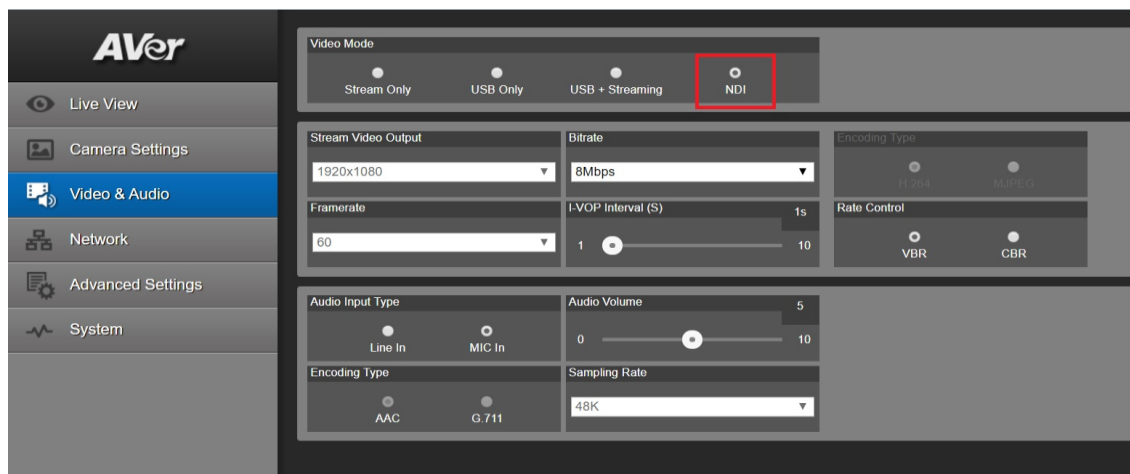 AVer
Live View
Camera Settings
Video & Audio
Network
Advanced Settings
System
Video Mode
Stream Only USB Only USB + Streaming NDI
Stream Video Output
1920x1080
Bitrate
8Mbps
Encoding Type
H.264 MJPEG
Framerate
60
I-VOP Interval (S) 1s
1 10
Rate Control
VBR CBR
Audio Input Type
Line In MIC In
Audio Volume 5
0 10
Encoding Type
AAC G.711
Sampling Rate
48K